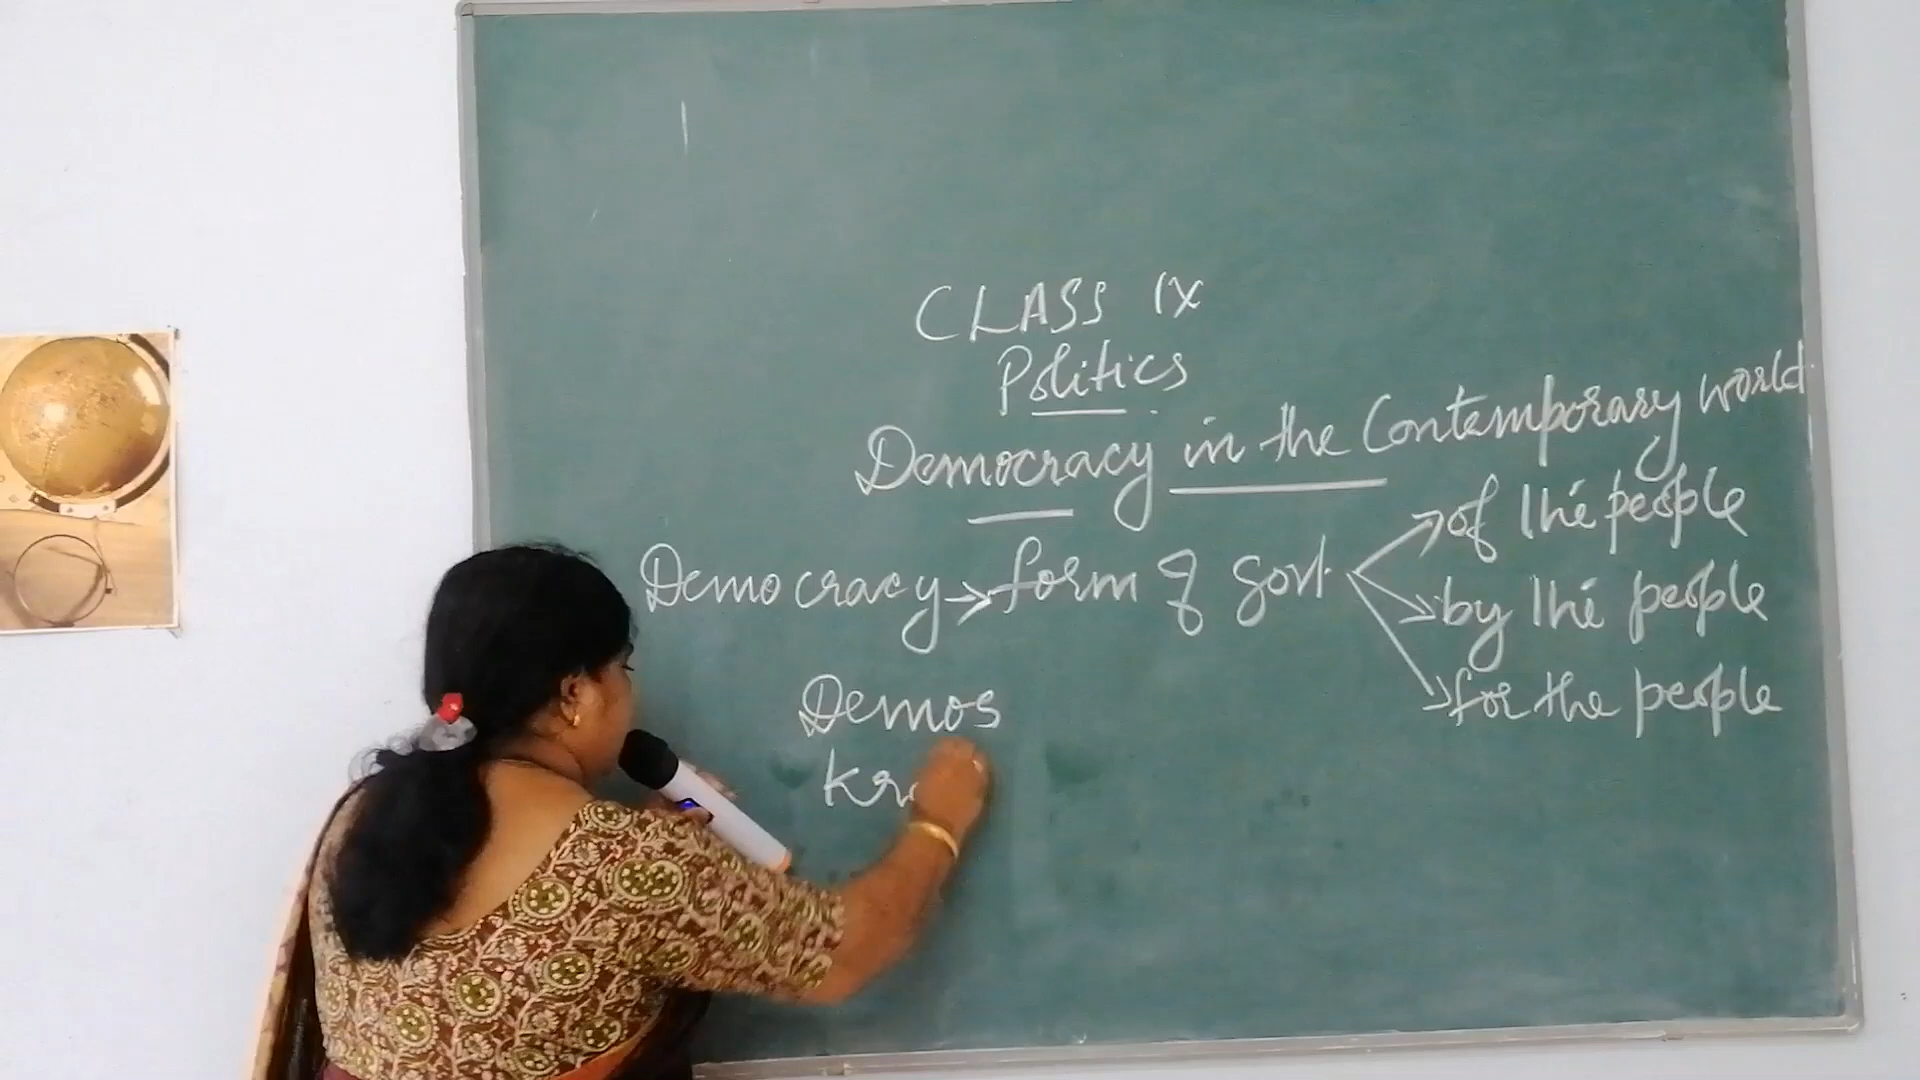 CLASS IX
Politics
Democracy in the Contemporary world
Democracy → form of govt
of the people
by the people
for the people
Demos
kra